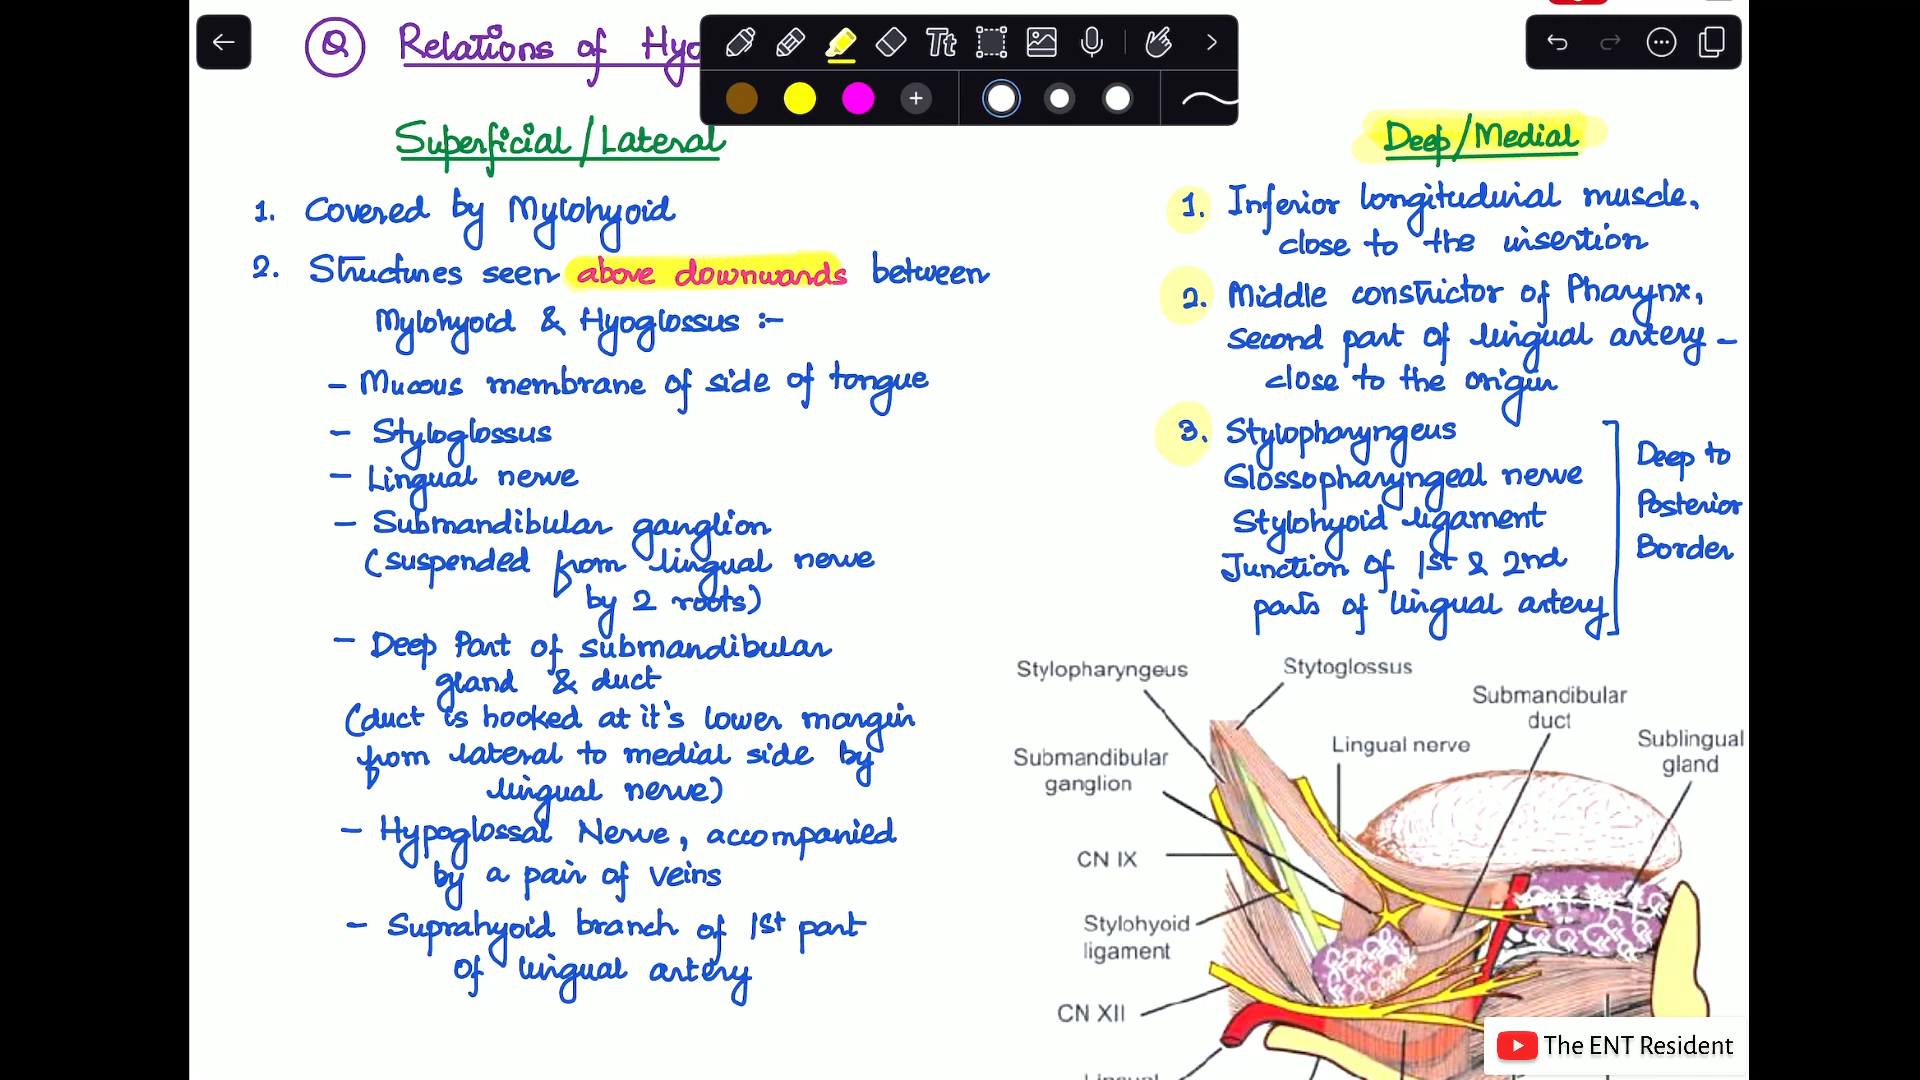 Q Relations of Hyo
Tt
Superficial / Lateral
1. Covered by Mylohyoid
2. Structures seen above downwards between
Mylohyoid & Hyoglossus :-
- Mucous membrane of side of tongue
- Styloglossus
- Lingual nerve
- Submandibular ganglion
(suspended from lingual nerve
by 2 roots)
- Deep Part of submandibular
gland & duct
(duct is hooked at it's lower margin
from lateral to medial side by
lingual nerve)
- Hypoglossal Nerve, accompanied
by a pair of veins
- Suprahyoid branch of 1st part
of lingual artery
Deep / Medial
1. Inferior longitudinal muscle,
close to the insertion
2. Middle constrictor of Pharynx,
second part of lingual artery -
close to the origin
3. Stylopharyngeus
Glossopharyngeal nerve
Stylohyoid ligament
Junction of 1st & 2nd
parts of lingual artery
Deep to
Posterior
Border
Stylopharyngeus
Stytoglossus
Submandibular
duct
Lingual nerve
Sublingual
gland
Submandibular
ganglion
CN IX
Stylohyoid
ligament
CN XII
Lingual
The ENT Resident